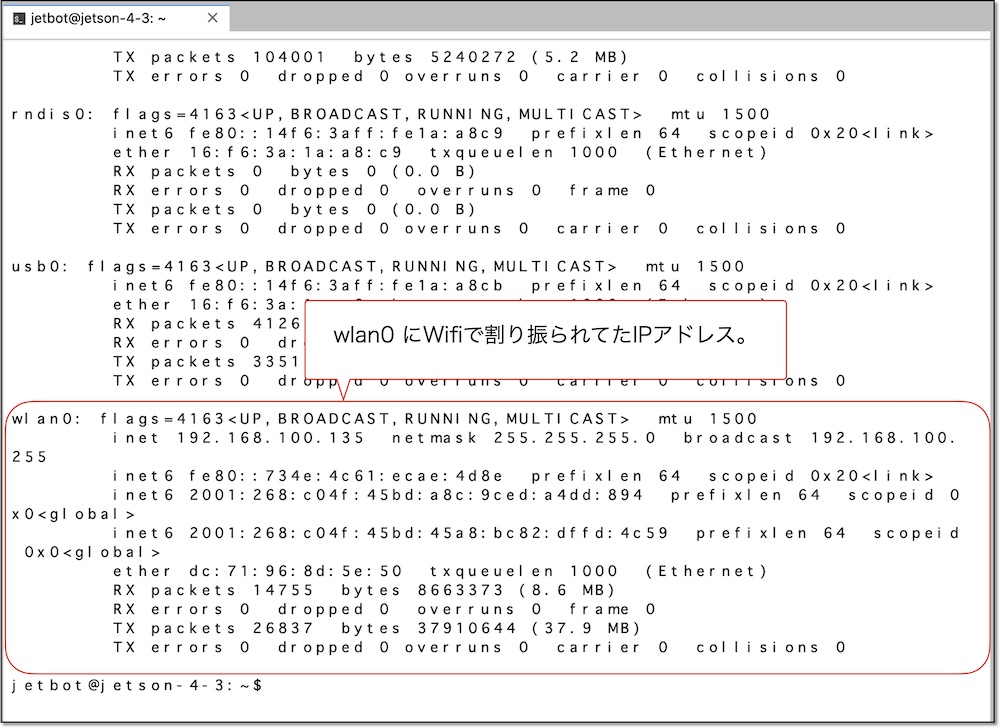 jetbot@jetson-4-3: ~
TX packets 104001 bytes 5240272 (5.2 MB)
TX errors 0 dropped 0 overruns 0 carrier 0 collisions 0
rndis0: flags=4163<UP,BROADCAST,RUNNING,MULTICAST> mtu 1500
inet6 fe80::14f6:3aff:fe1a:a8c9 prefixlen 64 scopeid 0x20<link>
ether 16:f6:3a:1a:a8:c9 txqueuelen 1000 (Ethernet)
RX packets 0 bytes 0 (0.0 B)
RX errors 0 dropped 0 overruns 0 frame 0
TX packets 0 bytes 0 (0.0 B)
TX errors 0 dropped 0 overruns 0 carrier 0 collisions 0
usb0: flags=4163<UP,BROADCAST,RUNNING,MULTICAST> mtu 1500
inet6 fe80::14f6:3aff:fe1a:a8cb prefixlen 64 scopeid 0x20<link>
ether 16:f6:3a:
RX packets 4126
RX errors 0
TX packets 3351
TX errors 0 dropped 0 overruns 0 carrier 0 collisions 0
wlan0 にWifiで割り振られてたIPアドレス。
wlan0: flags=4163<UP,BROADCAST,RUNNING,MULTICAST> mtu 1500
inet 192.168.100.135 netmask 255.255.255.0 broadcast 192.168.100.
255
inet6 fe80::734e:4c61:ecae:4d8e prefixlen 64 scopeid 0x20<link>
inet6 2001:268:c04f:45bd:a8c:9ced:a4dd:894 prefixlen 64 scopeid 0
x0<global>
inet6 2001:268:c04f:45bd:45a8:bc82:dffd:4c59 prefixlen 64 scopeid
0x0<global>
ether dc:71:96:8d:5e:50 txqueuelen 1000 (Ethernet)
RX packets 14755 bytes 8663373 (8.6 MB)
RX errors 0 dropped 0 overruns 0 frame 0
TX packets 26837 bytes 37910644 (37.9 MB)
TX errors 0 dropped 0 overruns 0 carrier 0 collisions 0
jetbot@jetson-4-3:~$